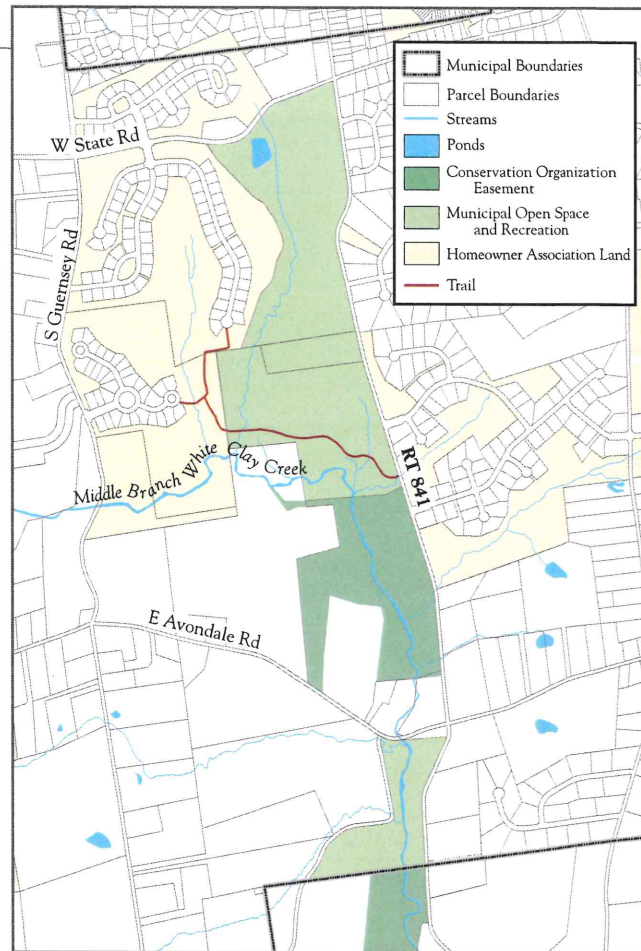 Municipal Boundaries
Parcel Boundaries
Streams
Ponds
Conservation Organization
Easement
Municipal Open Space
and Recreation
Homeowner Association Land
Trail
W State Rd
S Guernsey Rd
RT 841
Middle Branch White Clay Creek
E Avondale Rd